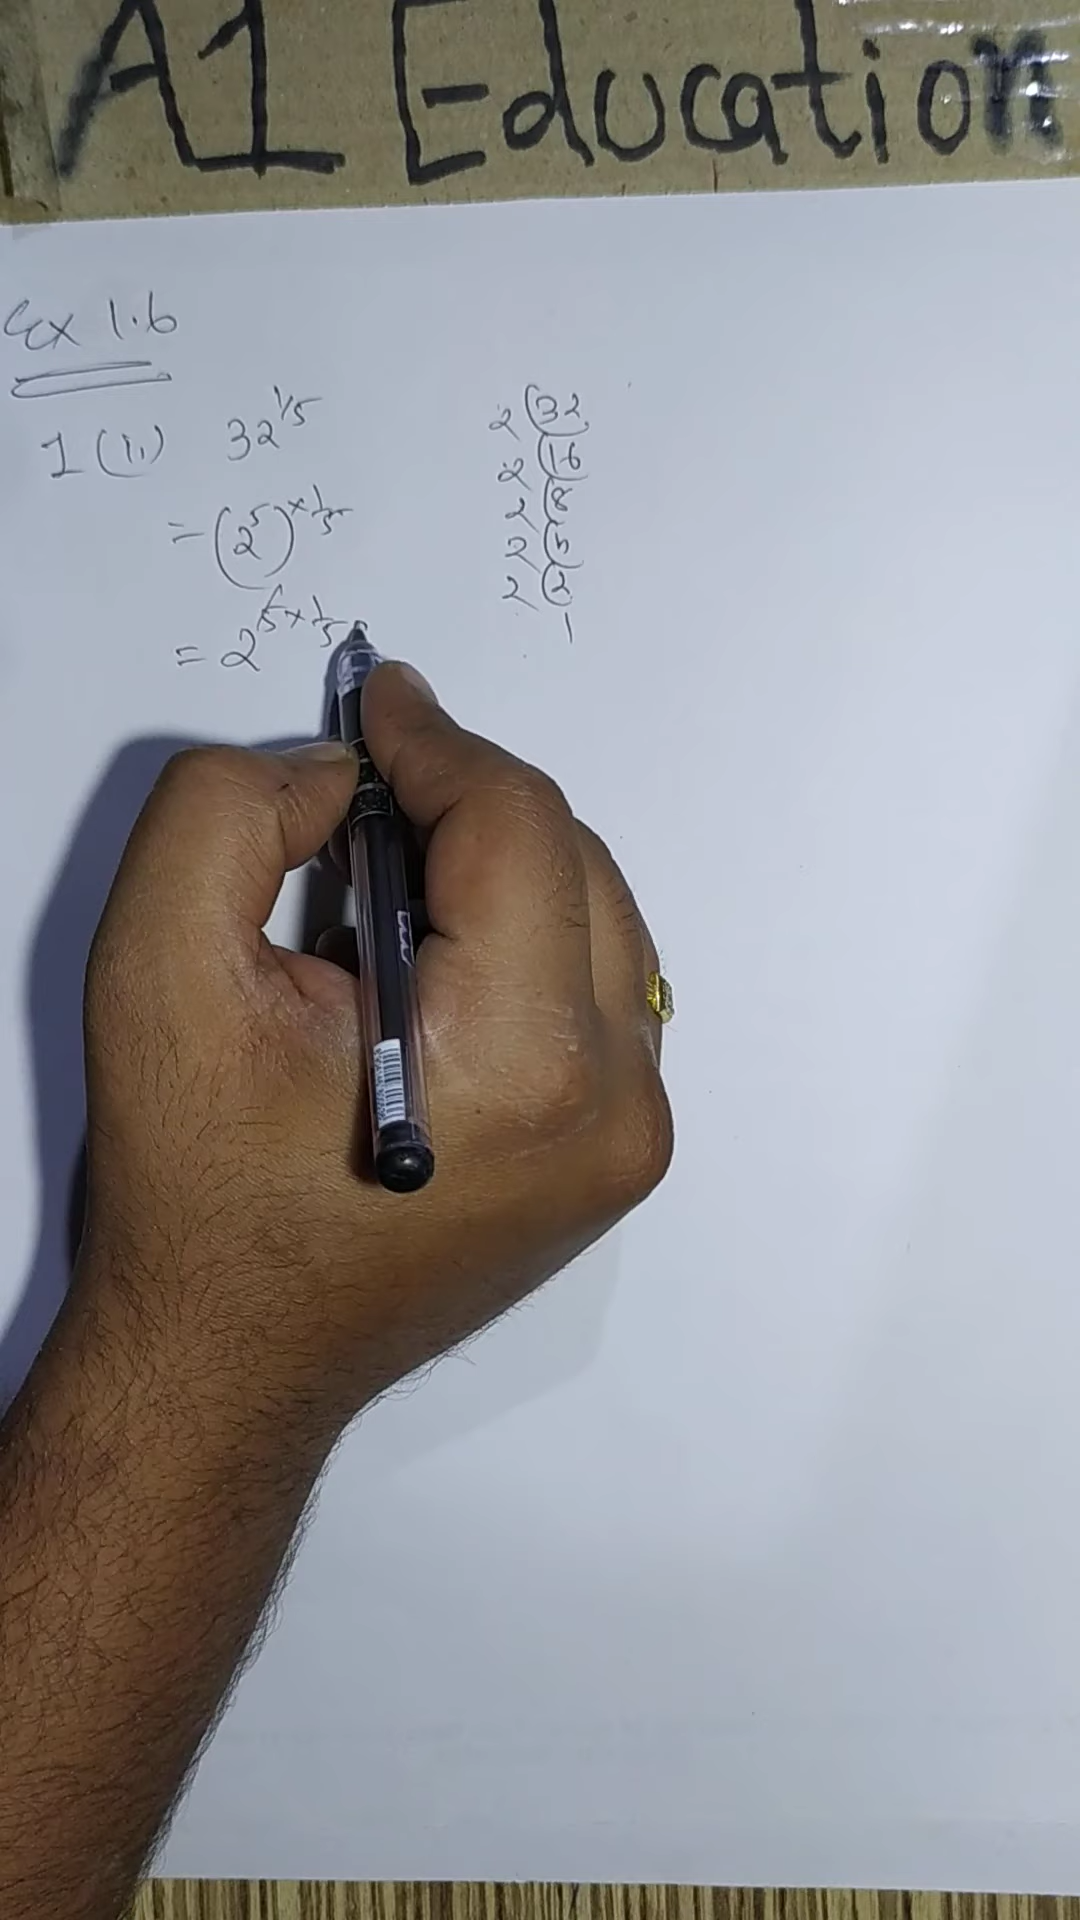 A1 Education
Ex 1.6
1 (ii) 32^1/5
= (2^5)^×1/5
= 2^5×1/5
2 32
2 16
2 8
2 5
2 2
1